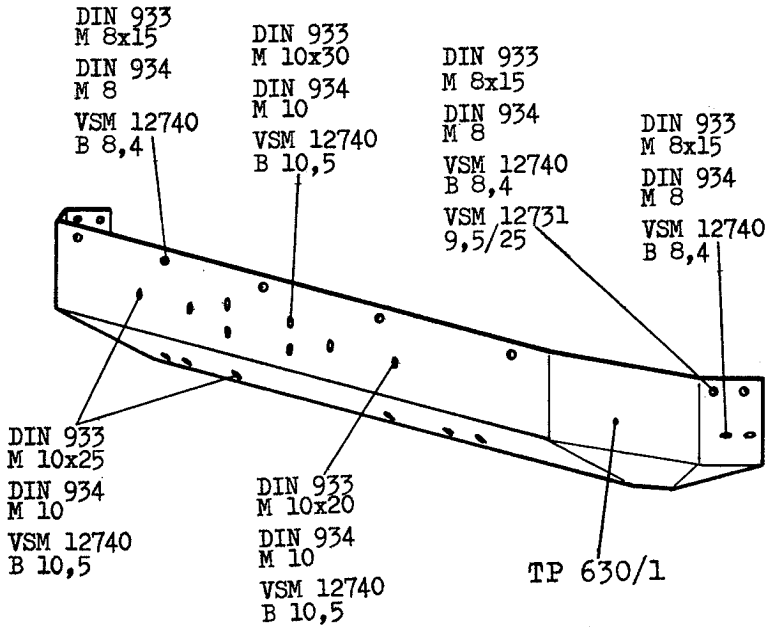 DIN 933
M 8x15
DIN 934
M 8
VSM 12740
B 8,4
DIN 933
M 10x30
DIN 934
M 10
VSM 12740
B 10,5
DIN 933
M 8x15
DIN 934
M 8
VSM 12740
B 8,4
VSM 12731
9,5/25
DIN 933
M 8x15
DIN 934
M 8
VSM 12740
B 8,4
DIN 933
M 10x25
DIN 934
M 10
VSM 12740
B 10,5
DIN 933
M 10x20
DIN 934
M 10
VSM 12740
B 10,5
TP 630/1